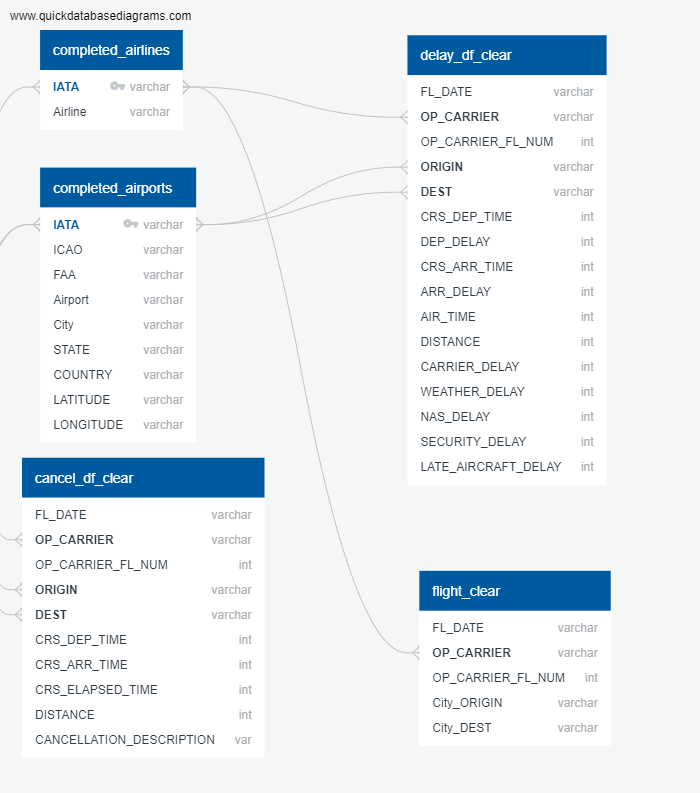 www.quickdatabasediagrams.com
completed_airlines
IATA varchar
Airline varchar
completed_airports
IATA varchar
ICAO varchar
FAA varchar
Airport varchar
City varchar
STATE varchar
COUNTRY varchar
LATITUDE varchar
LONGITUDE varchar
cancel_df_clear
FL_DATE varchar
OP_CARRIER varchar
OP_CARRIER_FL_NUM int
ORIGIN varchar
DEST varchar
CRS_DEP_TIME int
CRS_ARR_TIME int
CRS_ELAPSED_TIME int
DISTANCE int
CANCELLATION_DESCRIPTION var
delay_df_clear
FL_DATE varchar
OP_CARRIER varchar
OP_CARRIER_FL_NUM int
ORIGIN varchar
DEST varchar
CRS_DEP_TIME int
DEP_DELAY int
CRS_ARR_TIME int
ARR_DELAY int
AIR_TIME int
DISTANCE int
CARRIER_DELAY int
WEATHER_DELAY int
NAS_DELAY int
SECURITY_DELAY int
LATE_AIRCRAFT_DELAY int
flight_clear
FL_DATE varchar
OP_CARRIER varchar
OP_CARRIER_FL_NUM int
City_ORIGIN varchar
City_DEST varchar